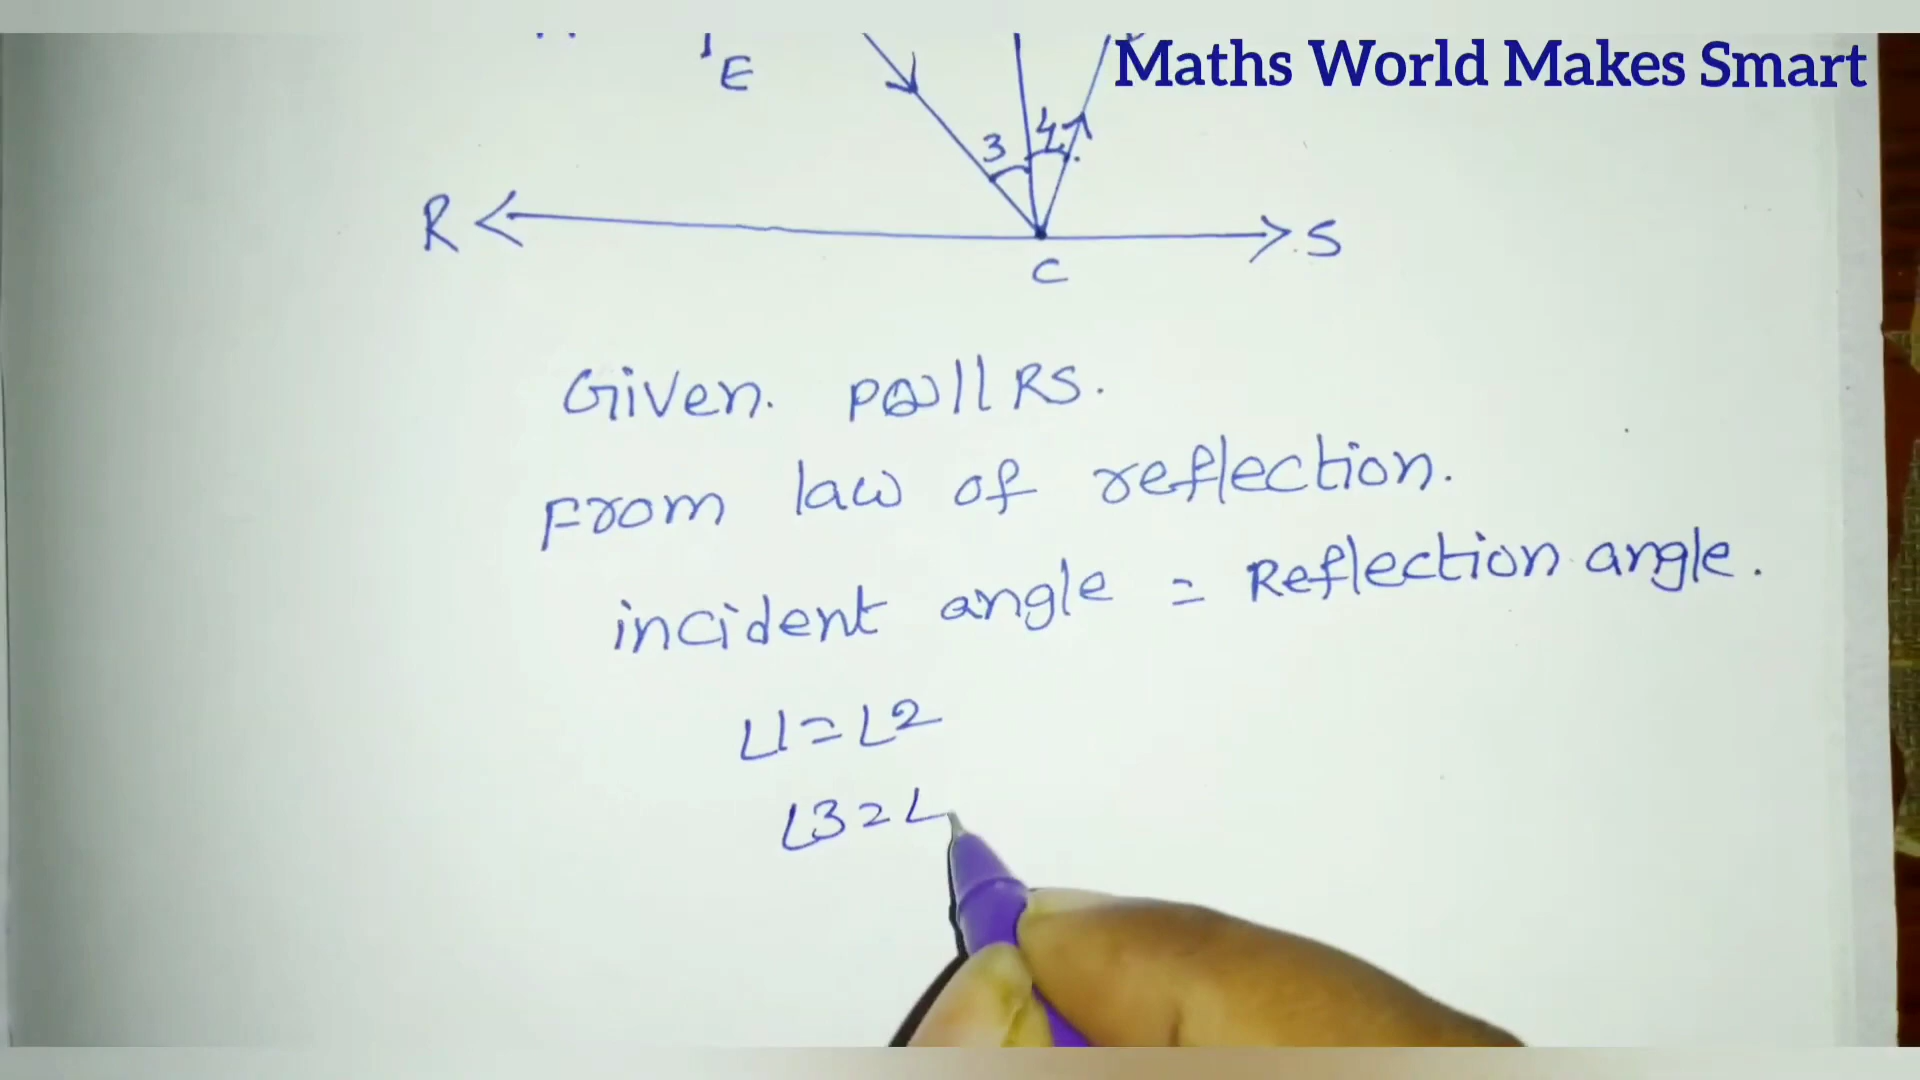 Maths World Makes Smart
E
3 4
R S
C
Given. PQ || RS.
From law of reflection.
incident angle = Reflection angle.
∠1 = ∠2
∠3 = ∠